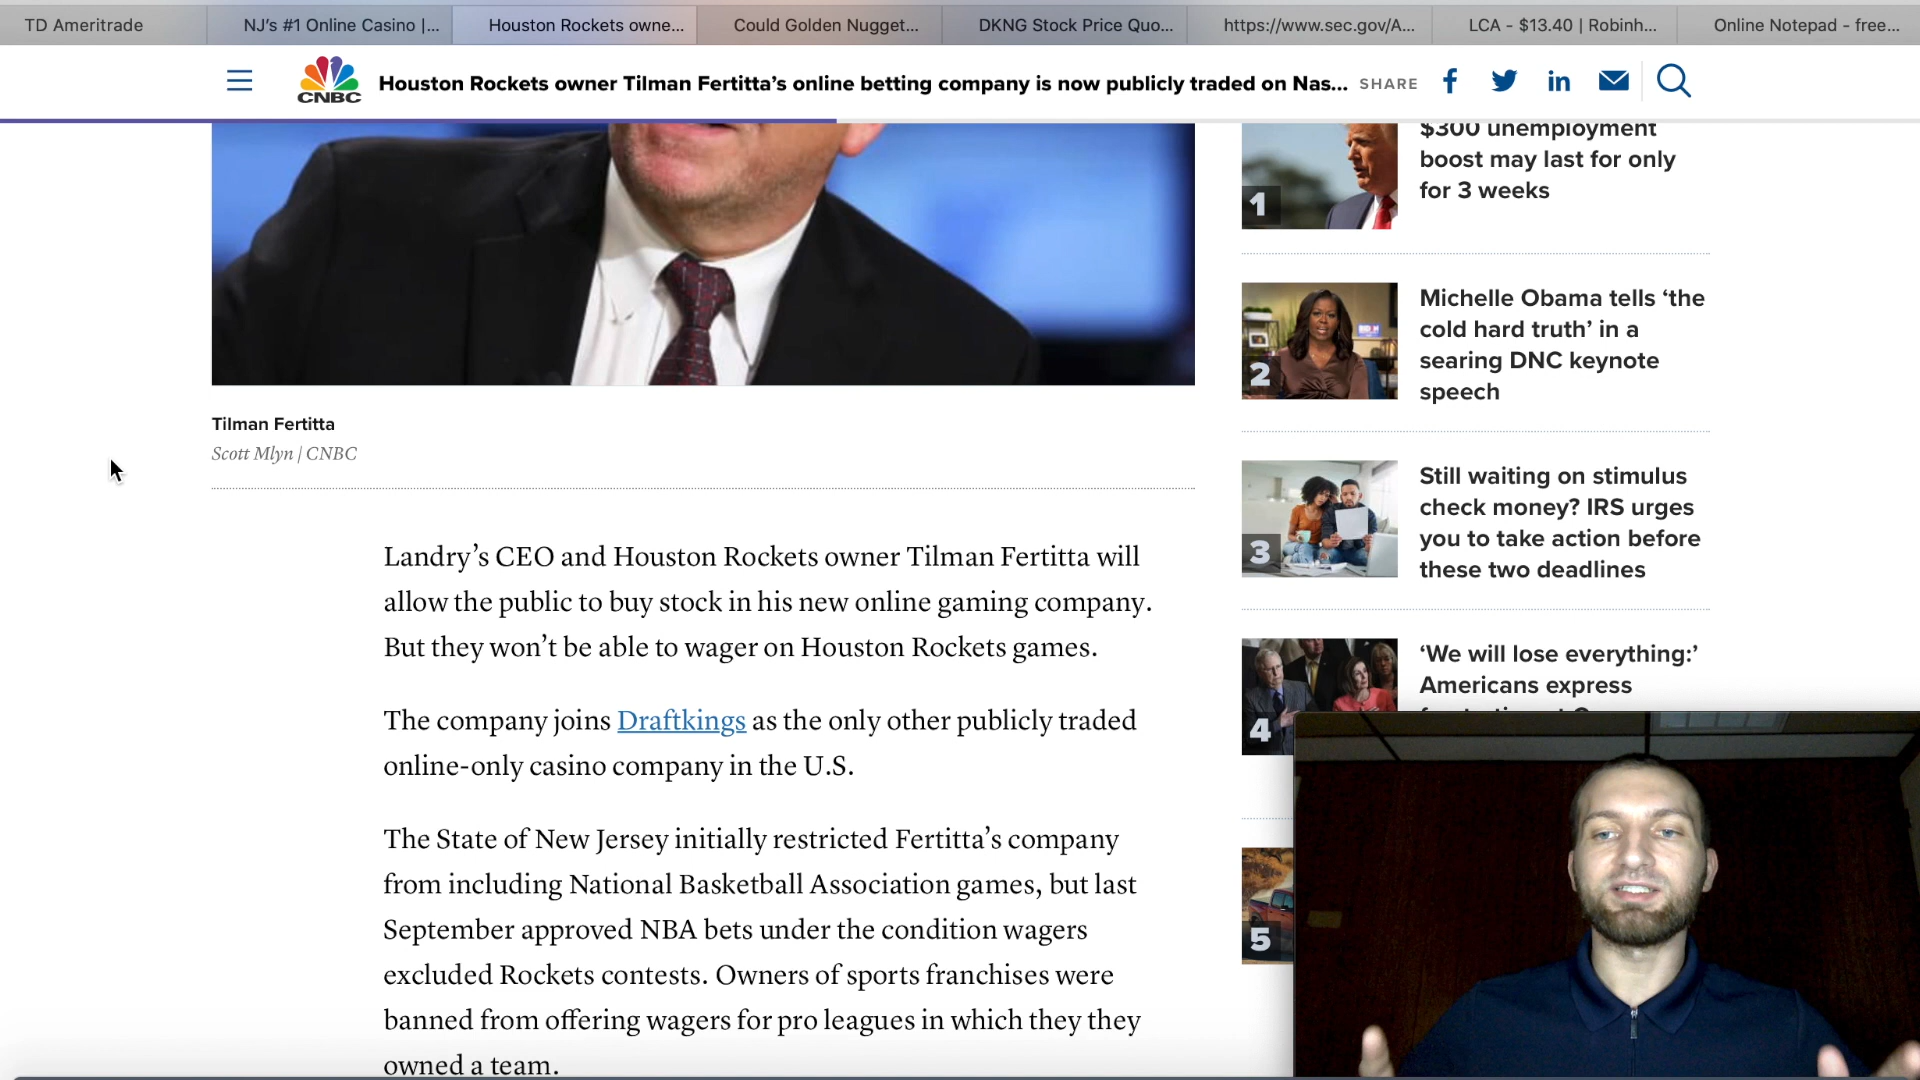 TD Ameritrade
NJ's #1 Online Casino |...
Houston Rockets owne...
Could Golden Nugget...
DKNG Stock Price Quo...
https://www.sec.gov/A...
LCA - $13.40 | Robinh...
Online Notepad - free...
CNBC
Houston Rockets owner Tilman Fertitta's online betting company is now publicly traded on Nas...
SHARE
Tilman Fertitta
Scott Mlyn | CNBC
Landry's CEO and Houston Rockets owner Tilman Fertitta will
allow the public to buy stock in his new online gaming company.
But they won't be able to wager on Houston Rockets games.
The company joins Draftkings as the only other publicly traded
online-only casino company in the U.S.
The State of New Jersey initially restricted Fertitta's company
from including National Basketball Association games, but last
September approved NBA bets under the condition wagers
excluded Rockets contests. Owners of sports franchises were
banned from offering wagers for pro leagues in which they they
owned a team.
1
$300 unemployment
boost may last for only
for 3 weeks
2
Michelle Obama tells ‘the
cold hard truth’ in a
searing DNC keynote
speech
3
Still waiting on stimulus
check money? IRS urges
you to take action before
these two deadlines
4
‘We will lose everything:’
Americans express
5